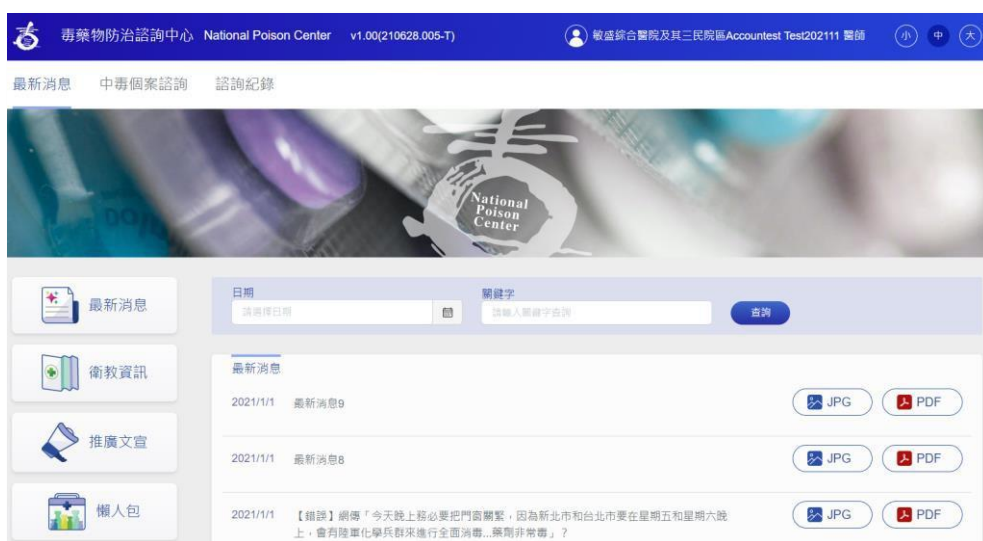 毒藥物防治諮詢中心 National Poison Center v1.00(210628.005-T) 敏盛綜合醫院及其三民院區Accountest Test202111 醫師 小 中 大
最新消息 中毒個案諮詢 諮詢紀錄
National
Poison
Center
最新消息
衛教資訊
推廣文宣
懶人包
日期 關鍵字
請選擇日期 請輸入關鍵字查詢 查詢
最新消息
2021/1/1 最新消息9 JPG PDF
2021/1/1 最新消息8 JPG PDF
2021/1/1 【錯誤】網傳「今天晚上務必要把門窗關緊，因為新北市和台北市要在星期五和星期六晚 JPG PDF
上，會有陸軍化學兵群來進行全面消毒...藥劑非常毒」？